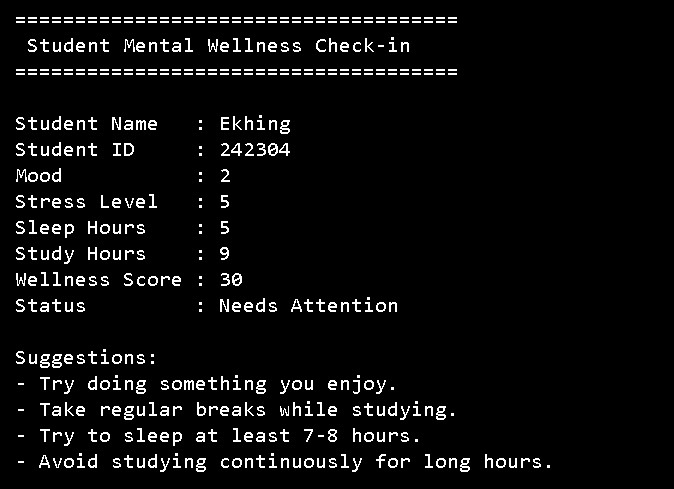 =====================================
 Student Mental Wellness Check-in
=====================================
Student Name   : Ekhing
Student ID     : 242304
Mood           : 2
Stress Level   : 5
Sleep Hours    : 5
Study Hours    : 9
Wellness Score : 30
Status         : Needs Attention
Suggestions:
- Try doing something you enjoy.
- Take regular breaks while studying.
- Try to sleep at least 7-8 hours.
- Avoid studying continuously for long hours.